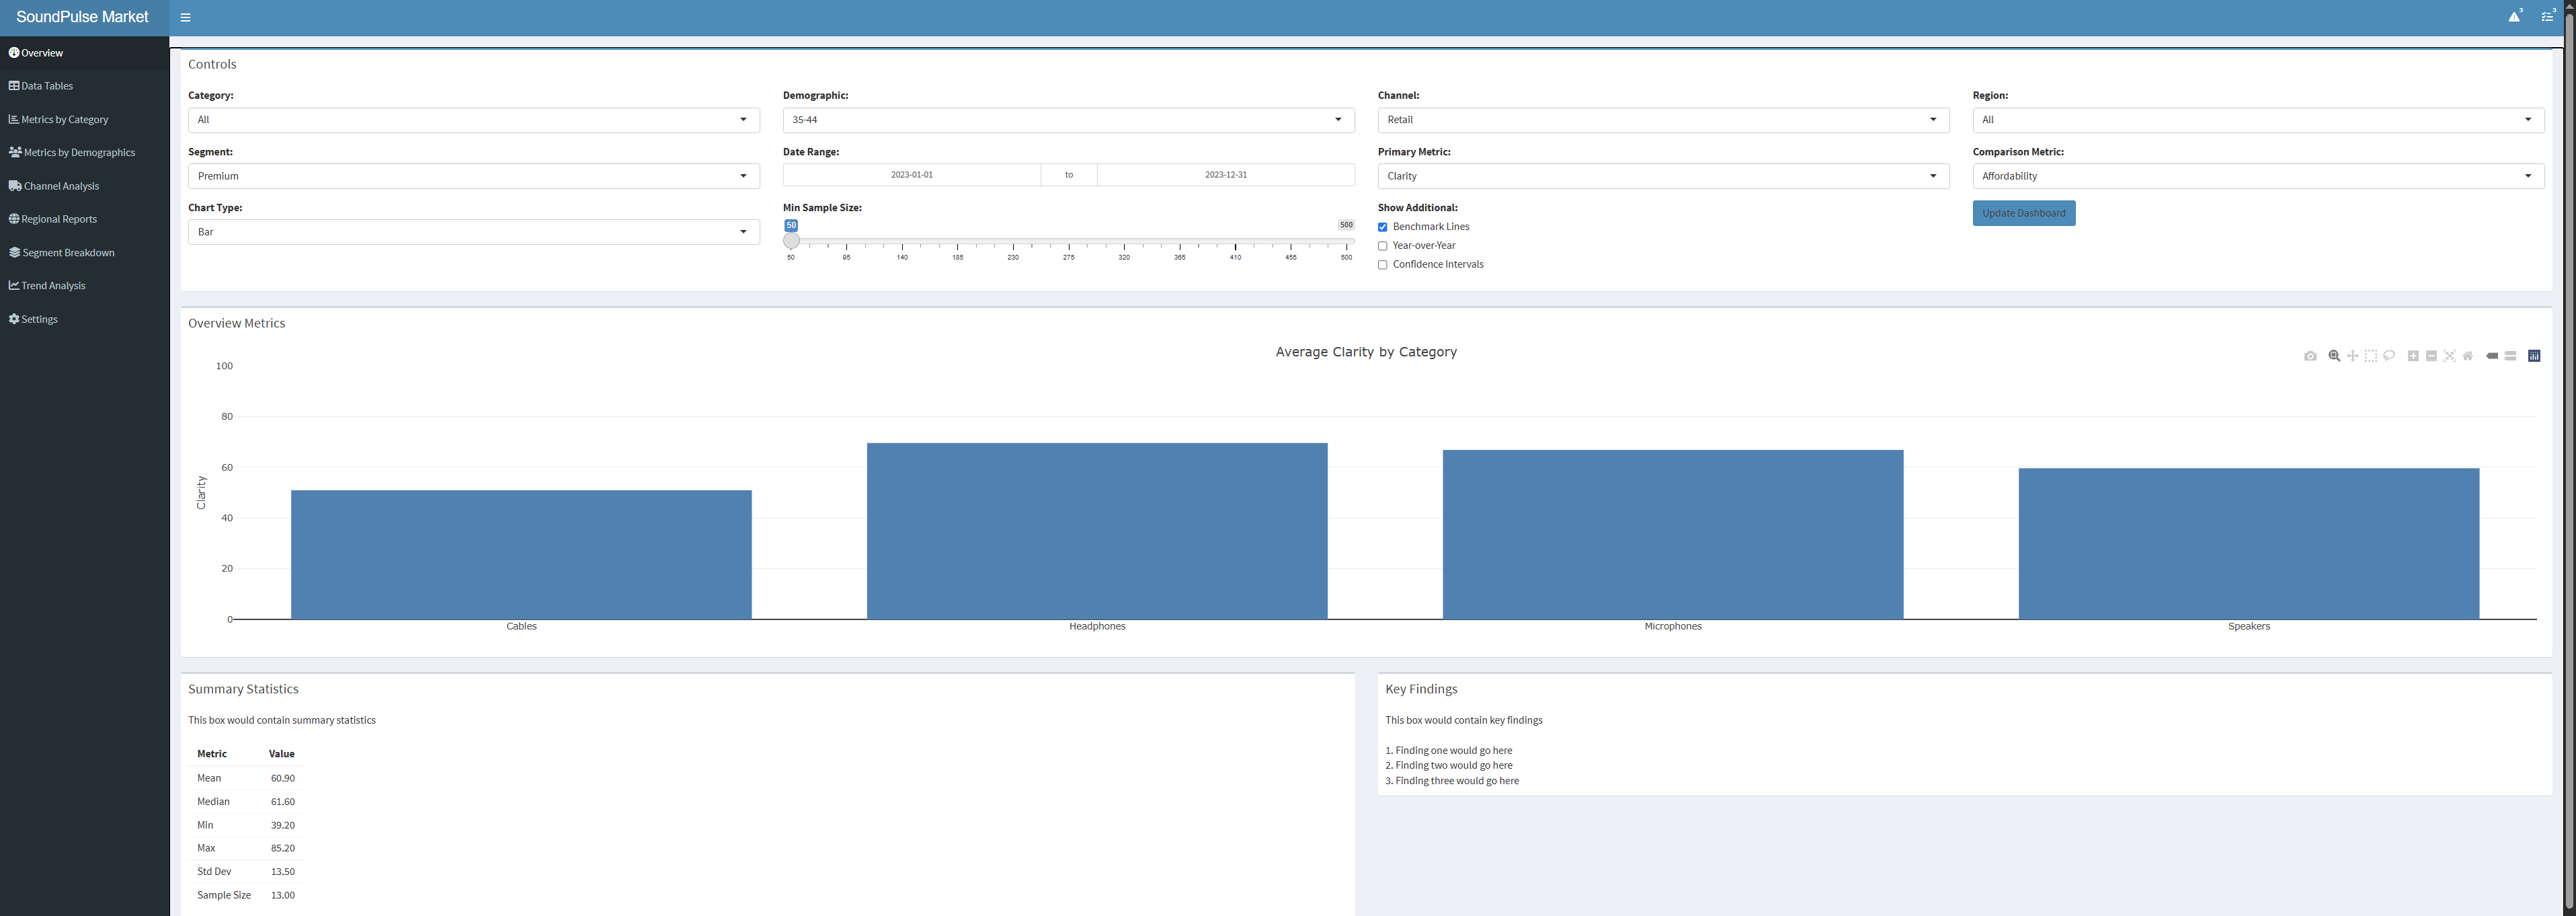 SoundPulse Market
3
3
Overview
Data Tables
Metrics by Category
Metrics by Demographics
Channel Analysis
Regional Reports
Segment Breakdown
Trend Analysis
Settings
Controls
Category:
Demographic:
Channel:
Region:
All
35-44
Retail
All
Segment:
Date Range:
Primary Metric:
Comparison Metric:
Premium
2023-01-01 to 2023-12-31
Clarity
Affordability
Chart Type:
Min Sample Size:
Show Additional:
Bar
50
500
50 95 140 185 230 275 320 365 410 455 500
Benchmark Lines
Year-over-Year
Confidence Intervals
Update Dashboard
Overview Metrics
Average Clarity by Category
100
80
60
40
20
0
Clarity
Cables
Headphones
Microphones
Speakers
Summary Statistics
This box would contain summary statistics
Metric Value
Mean 60.90
Median 61.60
Min 39.20
Max 85.20
Std Dev 13.50
Sample Size 13.00
Key Findings
This box would contain key findings
1. Finding one would go here
2. Finding two would go here
3. Finding three would go here